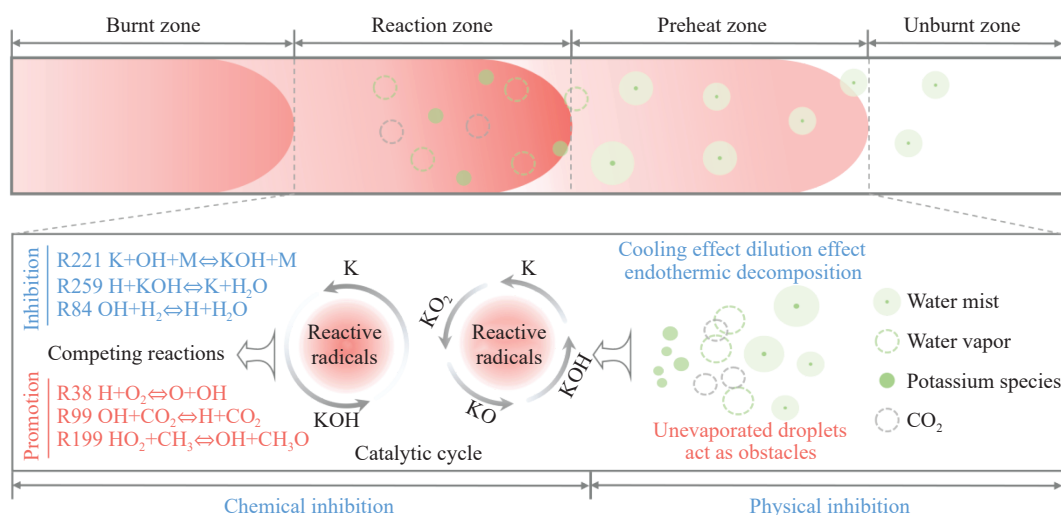 Burnt zone
Reaction zone
Preheat zone
Unburnt zone
Inhibition
R221 K+OH+M⇔KOH+M
R259 H+KOH⇔K+H₂O
R84 OH+H₂⇔H+H₂O
Competing reactions
Promotion
R38 H+O₂⇔O+OH
R99 OH+CO₂⇔H+CO₂
R199 HO₂+CH₃⇔OH+CH₃O
K
Reactive
radicals
KOH
K
KO₂
Reactive
radicals
KO
KOH
Catalytic cycle
Cooling effect dilution effect
endothermic decomposition
Unevaporated droplets
act as obstacles
Water mist
Water vapor
Potassium species
CO₂
Chemical inhibition
Physical inhibition